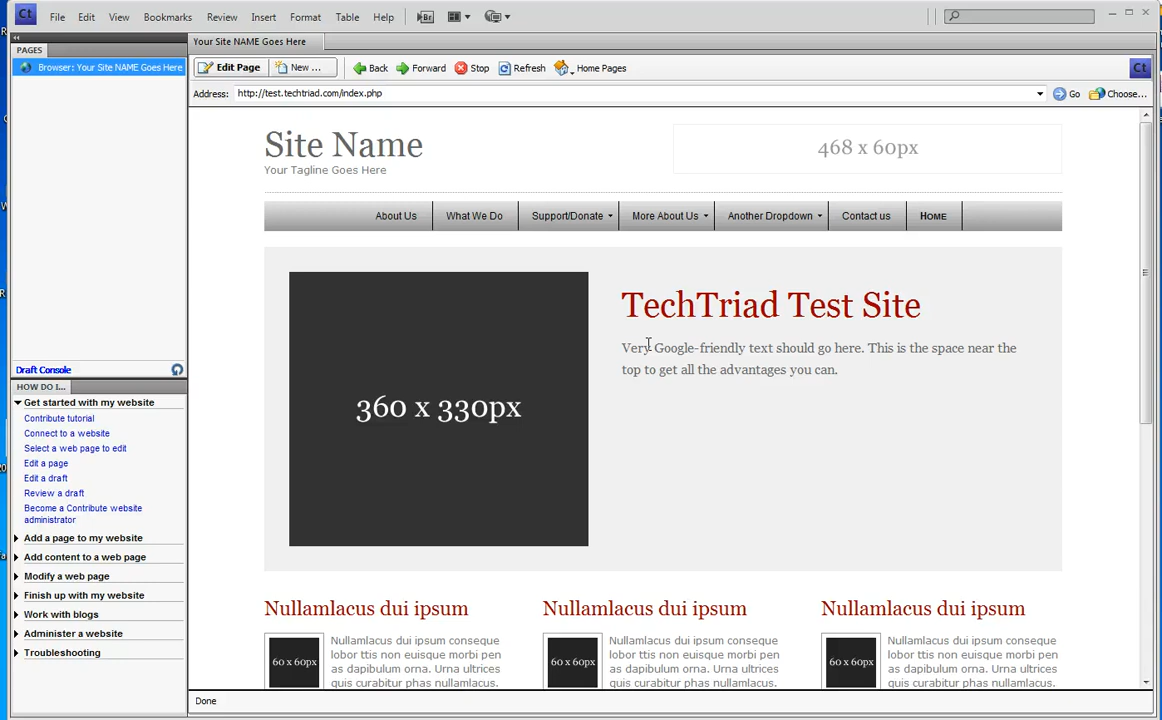 Ct File Edit View Bookmarks Review Insert Format Table Help Br
PAGES
Browser: Your Site NAME Goes Here
Your Site NAME Goes Here
Edit Page New ... Back Forward Stop Refresh Home Pages Ct
Address: http://test.techtriad.com/index.php Go Choose...
Site Name
Your Tagline Goes Here
468 x 60px
About Us What We Do Support/Donate More About Us Another Dropdown Contact us HOME
360 x 330px
TechTriad Test Site
Very Google-friendly text should go here. This is the space near the
top to get all the advantages you can.
Draft Console
HOW DO I...
Get started with my website
Contribute tutorial
Connect to a website
Select a web page to edit
Edit a page
Edit a draft
Review a draft
Become a Contribute website
administrator
Add a page to my website
Add content to a web page
Modify a web page
Finish up with my website
Work with blogs
Administer a website
Troubleshooting
Nullamlacus dui ipsum
60 x 60px
Nullamlacus dui ipsum conseque
lobor ttis non euisque morbi pen
as dapibulum orna. Urna ultrices
quis curabitur phas nullamlacus.
Nullamlacus dui ipsum
60 x 60px
Nullamlacus dui ipsum conseque
lobor ttis non euisque morbi pen
as dapibulum orna. Urna ultrices
quis curabitur phas nullamlacus.
Nullamlacus dui ipsum
60 x 60px
Nullamlacus dui ipsum conseque
lobor ttis non euisque morbi pen
as dapibulum orna. Urna ultrices
quis curabitur phas nullamlacus.
Done